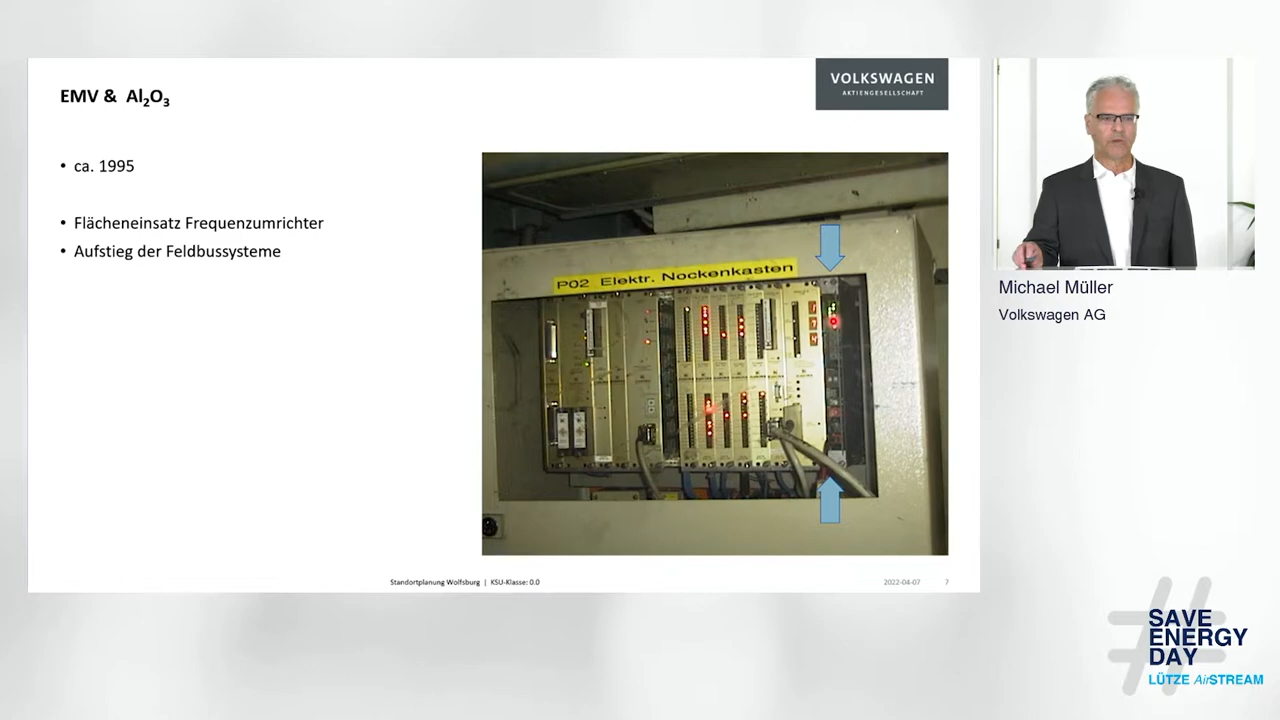 EMV & Al₂O₃
VOLKSWAGEN
AKTIENGESELLSCHAFT
• ca. 1995
• Flächeneinsatz Frequenzumrichter
• Aufstieg der Feldbussysteme
P02 Elektr. Nockenkasten
Standortplanung Wolfsburg | KSU-Klasse: 0.0
2022-04-07
7
Michael Müller
Volkswagen AG
#
SAVE
ENERGY
DAY
LÜTZE AirSTREAM